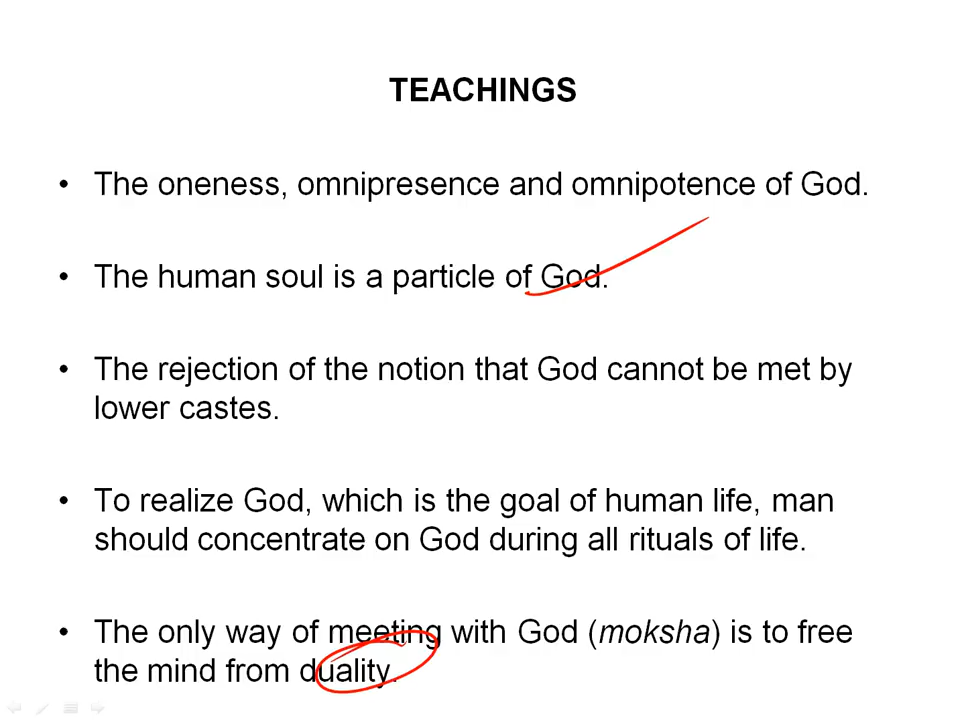 TEACHINGS
• The oneness, omnipresence and omnipotence of God.
• The human soul is a particle of God.
• The rejection of the notion that God cannot be met by
lower castes.
• To realize God, which is the goal of human life, man
should concentrate on God during all rituals of life.
• The only way of meeting with God (moksha) is to free
the mind from duality.